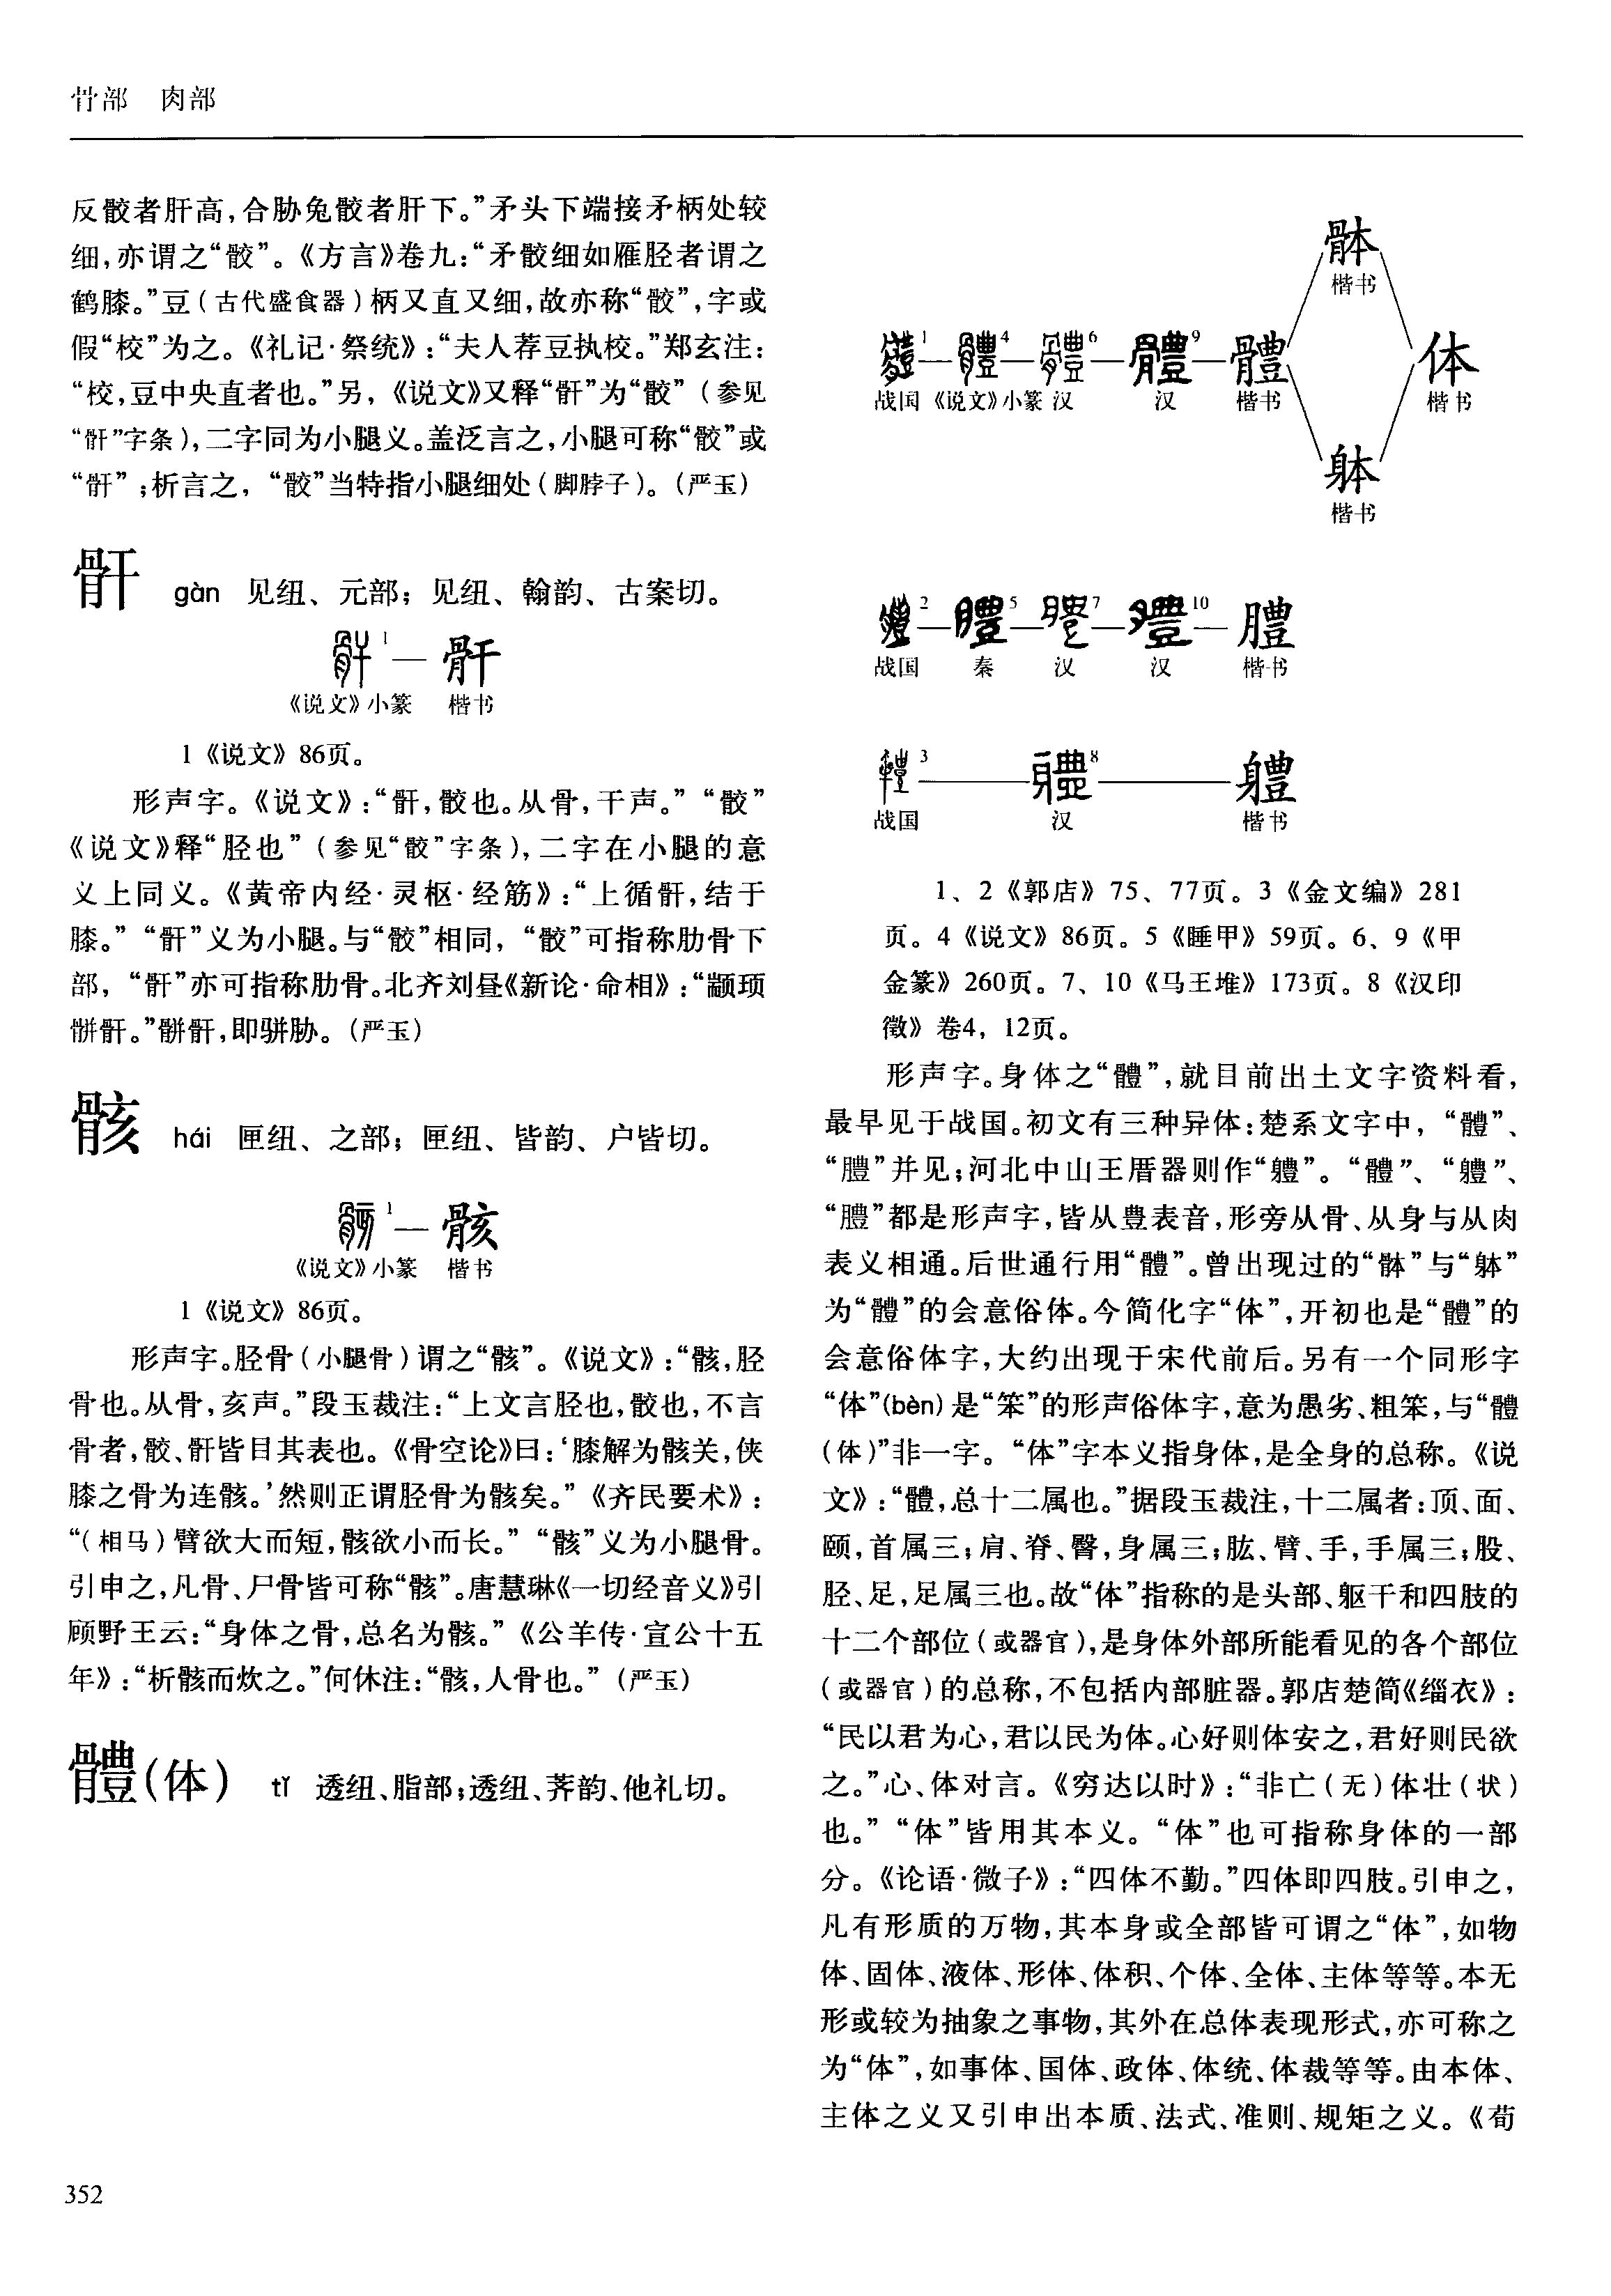 骨部　肉部
反骹者肝高，合胁兔骹者肝下。”矛头下端接矛柄处较
细，亦谓之“骹”。《方言》卷九：“矛骹细如雁胫者谓之
鹤膝。”豆（古代盛食器）柄又直又细，故亦称“骹”，字或
假“校”为之。《礼记·祭统》：“夫人荐豆执校。”郑玄注：
“校，豆中央直者也。”另，《说文》又释“骭”为“骹”（参见
“骭”字条），二字同为小腿义。盖泛言之，小腿可称“骹”或
“骭”；析言之，“骹”当特指小腿细处（脚脖子）。（严玉）
骭 gàn 见纽、元部；见纽、翰韵、古案切。
骭1—骭
《说文》小篆 楷书
1《说文》86页。
形声字。《说文》：“骭，骹也。从骨，干声。”“骹”
《说文》释“胫也”（参见“骹”字条），二字在小腿的意
义上同义。《黄帝内经·灵枢·经筋》：“上循骭，结于
膝。”“骭”义为小腿。与“骹”相同，“骹”可指称肋骨下
部，“骭”亦可指称肋骨。北齐刘昼《新论·命相》：“颛顼
骿骭。”骿骭，即骈胁。（严玉）
骸 hái 匣纽、之部；匣纽、皆韵、户皆切。
骸1—骸
《说文》小篆 楷书
1《说文》86页。
形声字。胫骨（小腿骨）谓之“骸”。《说文》：“骸，胫
骨也。从骨，亥声。”段玉裁注：“上文言胫也，骹也，不言
骨者，骹、骭皆目其表也。《骨空论》曰：‘膝解为骸关，侠
膝之骨为连骸。’然则正谓胫骨为骸矣。”《齐民要术》：
“（相马）臂欲大而短，骸欲小而长。”“骸”义为小腿骨。
引申之，凡骨、尸骨皆可称“骸”。唐慧琳《一切经音义》引
顾野王云：“身体之骨，总名为骸。”《公羊传·宣公十五
年》：“析骸而炊之。”何休注：“骸，人骨也。”（严玉）
體(体) tǐ 透纽、脂部；透纽、荠韵、他礼切。
骵
楷书
體1—體4—體6—體9—體 体
战国 《说文》小篆 汉 汉 楷书 楷书
躰
楷书
膿2—膿5—膿7—膿10—膿
战国 秦 汉 汉 楷书
軆3—軆8—軆
战国 汉 楷书
1、2《郭店》75、77页。3《金文编》281
页。4《说文》86页。5《睡甲》59页。6、9《甲
金篆》260页。7、10《马王堆》173页。8《汉印
徵》卷4，12页。
形声字。身体之“體”，就目前出土文字资料看，
最早见于战国。初文有三种异体：楚系文字中，“體”、
“膿”并见；河北中山王厝器则作“軆”。“體”、“軆”、
“膿”都是形声字，皆从豊表音，形旁从骨、从身与从肉
表义相通。后世通行用“體”。曾出现过的“骵”与“躰”
为“體”的会意俗体。今简化字“体”，开初也是“體”的
会意俗体字，大约出现于宋代前后。另有一个同形字
“体”(bèn)是“笨”的形声俗体字，意为愚劣、粗笨，与“體
(体)”非一字。“体”字本义指身体，是全身的总称。《说
文》：“體，总十二属也。”据段玉裁注，十二属者：顶、面、
颐，首属三；肩、脊、臀，身属三；肱、臂、手，手属三；股、
胫、足，足属三也。故“体”指称的是头部、躯干和四肢的
十二个部位（或器官），是身体外部所能看见的各个部位
（或器官）的总称，不包括内部脏器。郭店楚简《缁衣》：
“民以君为心，君以民为体。心好则体安之，君好则民欲
之。”心、体对言。《穷达以时》：“非亡（无）体壮（状）
也。”“体”皆用其本义。“体”也可指称身体的一部
分。《论语·微子》：“四体不勤。”四体即四肢。引申之，
凡有形质的万物，其本身或全部皆可谓之“体”，如物
体、固体、液体、形体、体积、个体、全体、主体等等。本无
形或较为抽象之事物，其外在总体表现形式，亦可称之
为“体”，如事体、国体、政体、体统、体裁等等。由本体、
主体之义又引申出本质、法式、准则、规矩之义。《荀
352